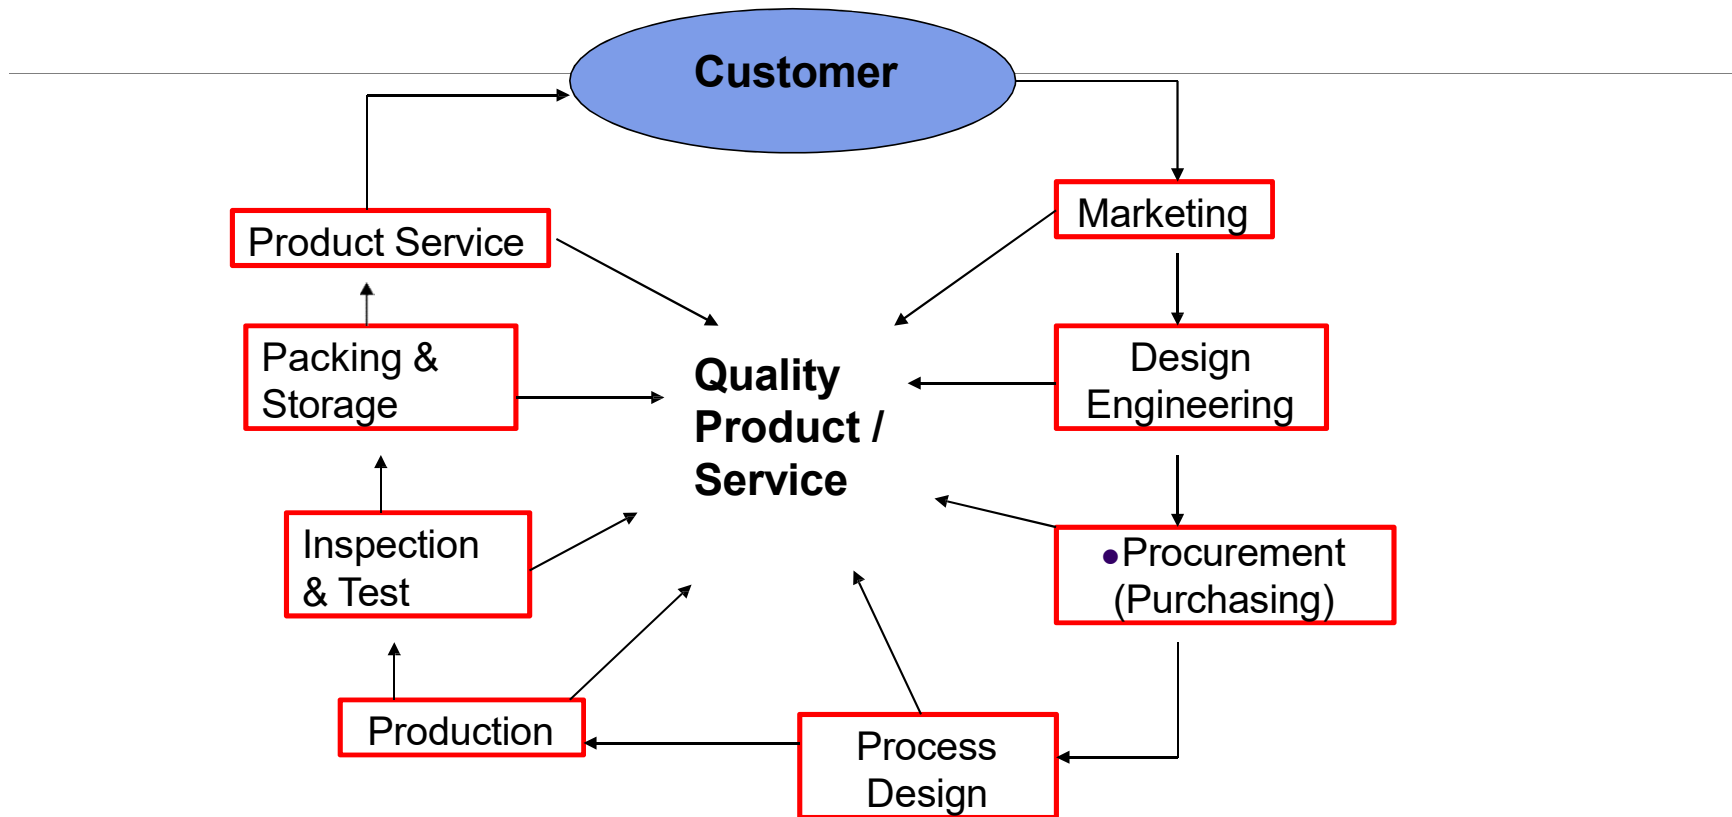 Customer
Marketing
Product Service
Design
Engineering
Packing &
Storage
Quality
Product /
Service
Inspection
& Test
•Procurement
(Purchasing)
Production
Process
Design